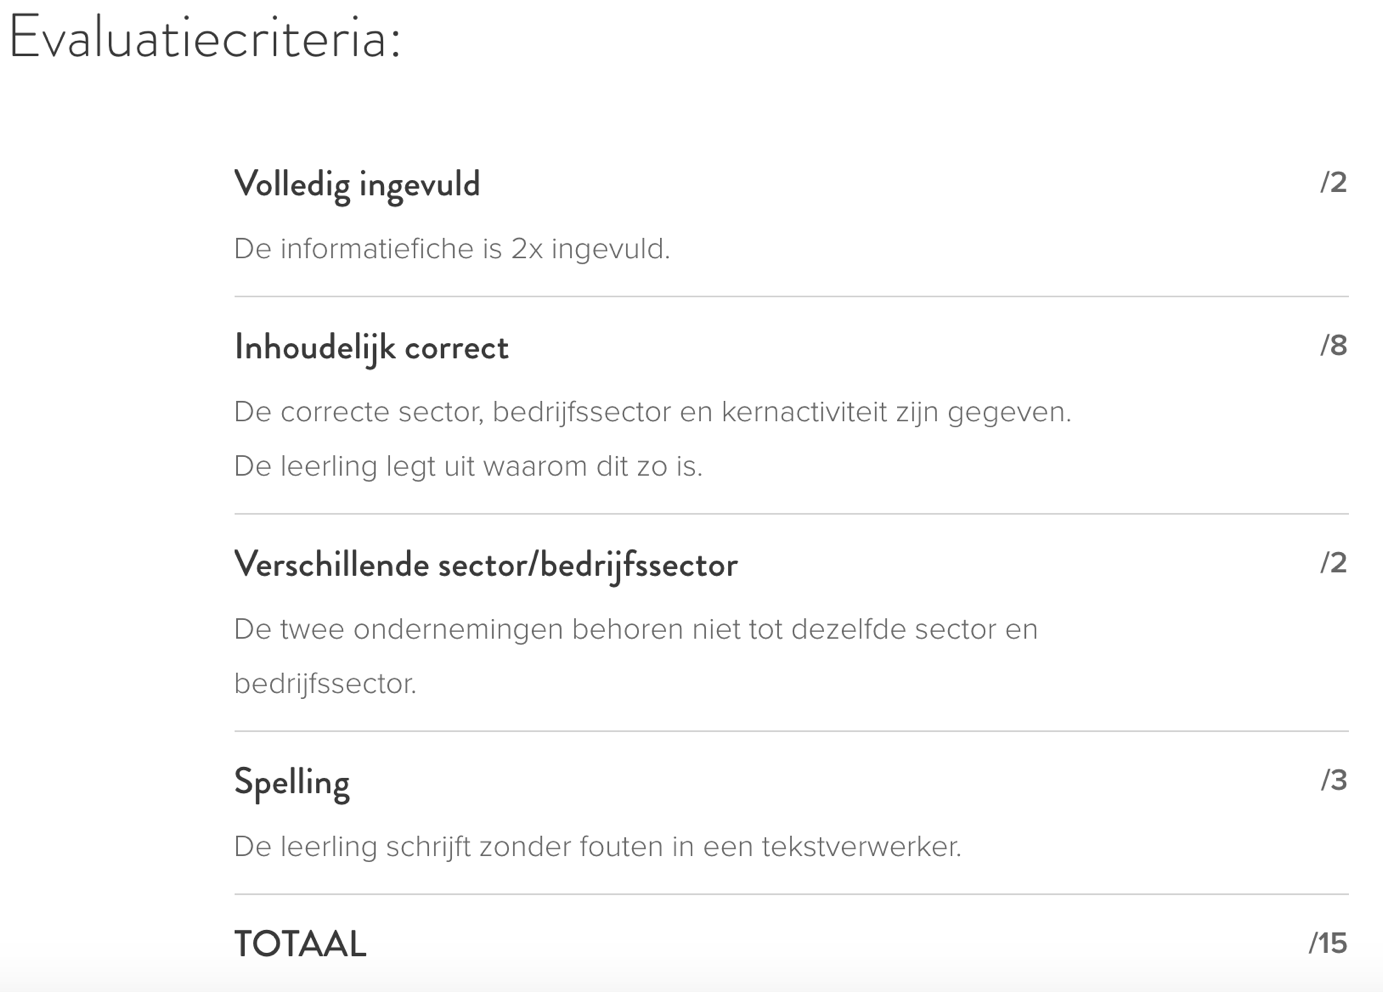 Evaluatiecriteria:
Volledig ingevuld /2
De informatiefiche is 2x ingevuld.
Inhoudelijk correct /8
De correcte sector, bedrijfssector en kernactiviteit zijn gegeven.
De leerling legt uit waarom dit zo is.
Verschillende sector/bedrijfssector /2
De twee ondernemingen behoren niet tot dezelfde sector en
bedrijfssector.
Spelling /3
De leerling schrijft zonder fouten in een tekstverwerker.
TOTAAL /15